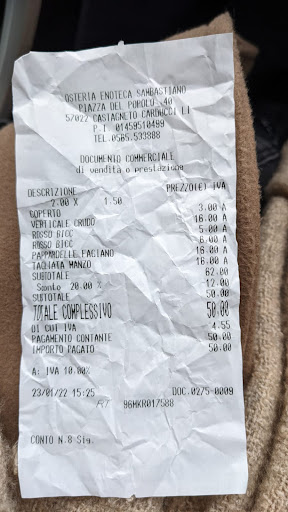 OSTERIA ENOTECA SAMBASTIANO
PIAZZA DEL POPOLO, 40
57022 CASTAGNETO CARDUCCI LI
P.I 01459510499
TEL.0565.533888
DOCUMENTO COMMERCIALE
di vendita o prestazione
DESCRIZIONE PREZZO(€) IVA
2.00 X 1.50
COPERTO 3.00 A
VERTICALE CRUDO 16.00 A
ROSSO BICC 5.00 A
ROSSO BICC 6.00 A
PAPPARDELLE FAGIANO 16.00 A
TAGLIATA MANZO 16.00 A
SUBTOTALE 62.00
Sconto 20.00 % 12.00
SUBTOTALE 50.00
TOTALE COMPLESSIVO 50.00
DI CUI IVA 4.55
PAGAMENTO CONTANTE 50.00
IMPORTO PAGATO 50.00
A: IVA 10.00%
23/01/22 15:25 DOC.0275-0009
RT 96MKR017588
CONTO N.8 Sig.